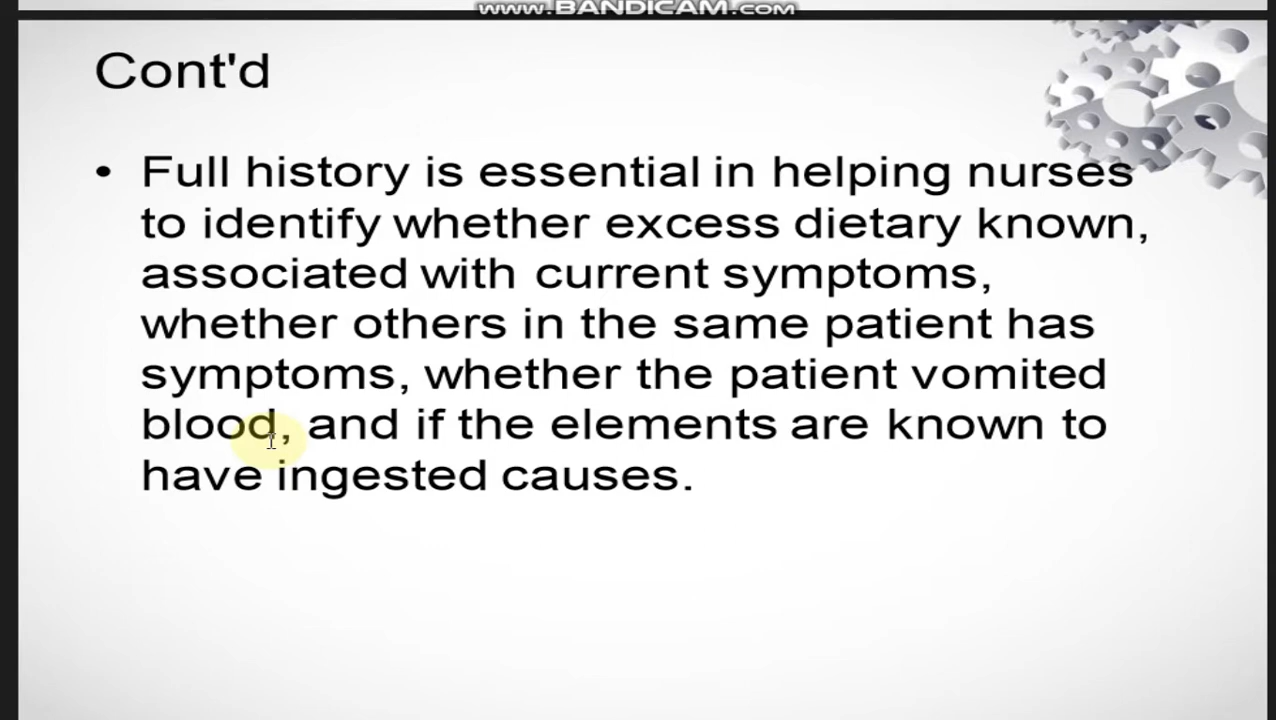 www.BANDICAM.com
Cont'd
• Full history is essential in helping nurses
to identify whether excess dietary known,
associated with current symptoms,
whether others in the same patient has
symptoms, whether the patient vomited
blood, and if the elements are known to
have ingested causes.